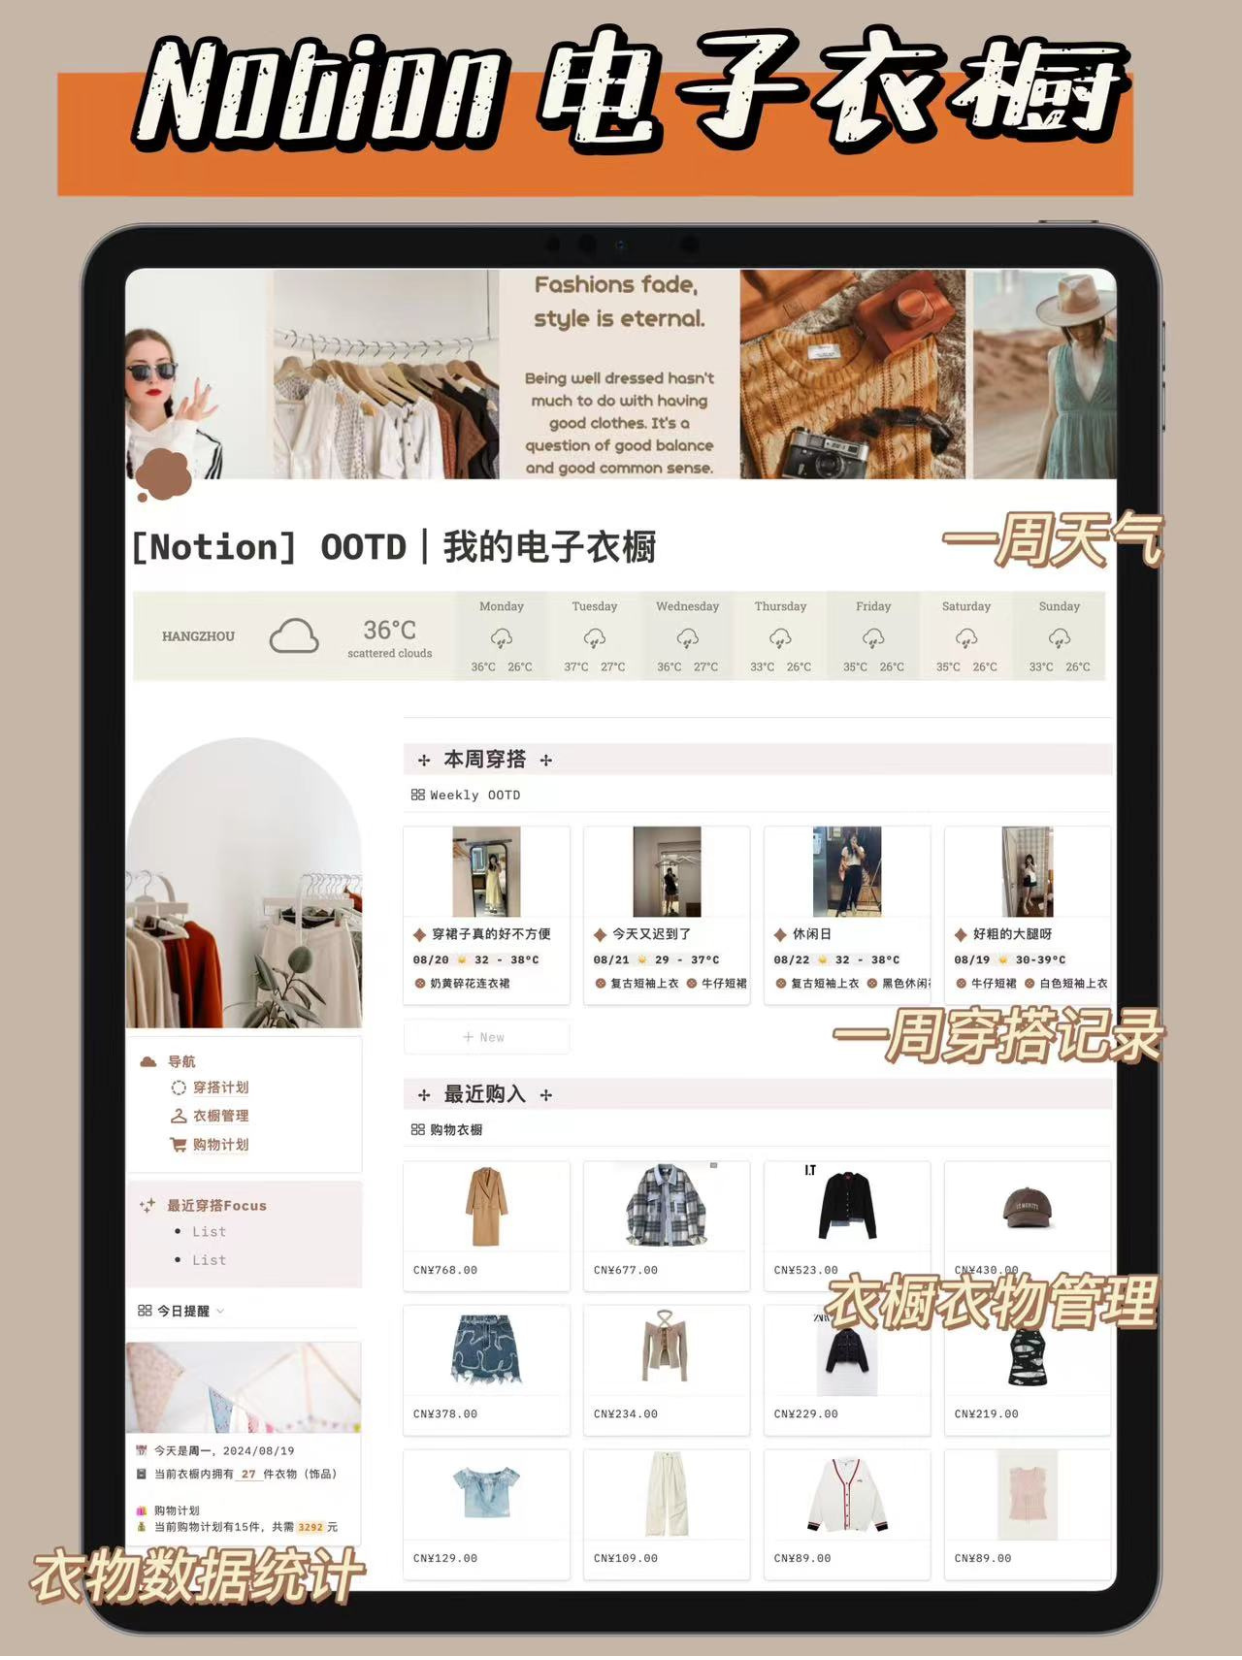 Notion 电子衣橱
Fashions fade,
style is eternal.
Being well dressed hasn't
much to do with having
good clothes. It's a
question of good balance
and good common sense.
[Notion] OOTD | 我的电子衣橱
一周天气
HANGZHOU
36°C
scattered clouds
Monday Tuesday Wednesday Thursday Friday Saturday Sunday
36°C 26°C 37°C 27°C 36°C 27°C 33°C 26°C 35°C 26°C 35°C 26°C 33°C 26°C
本周穿搭
Weekly OOTD
穿裙子真的好不方便
08/20 32 - 38°C
奶黄碎花连衣裙
今天又迟到了
08/21 29 - 37°C
复古短袖上衣 牛仔短裙
休闲日
08/22 32 - 38°C
复古短袖上衣 黑色休闲
好粗的大腿呀
08/19 30-39°C
牛仔短裙 白色短袖上衣
+ New
一周穿搭记录
导航
穿搭计划
衣橱管理
购物计划
最近穿搭Focus
• List
• List
今日提醒
今天是周一, 2024/08/19
当前衣橱内拥有 27 件衣物（饰品）
购物计划
当前购物计划有15件, 共需 3292 元
衣物数据统计
最近购入
购物衣橱
I.T
CN¥768.00 CN¥677.00 CN¥523.00 CN¥430.00
衣橱衣物管理
CN¥378.00 CN¥234.00 CN¥229.00 CN¥219.00
CN¥129.00 CN¥109.00 CN¥89.00 CN¥89.00